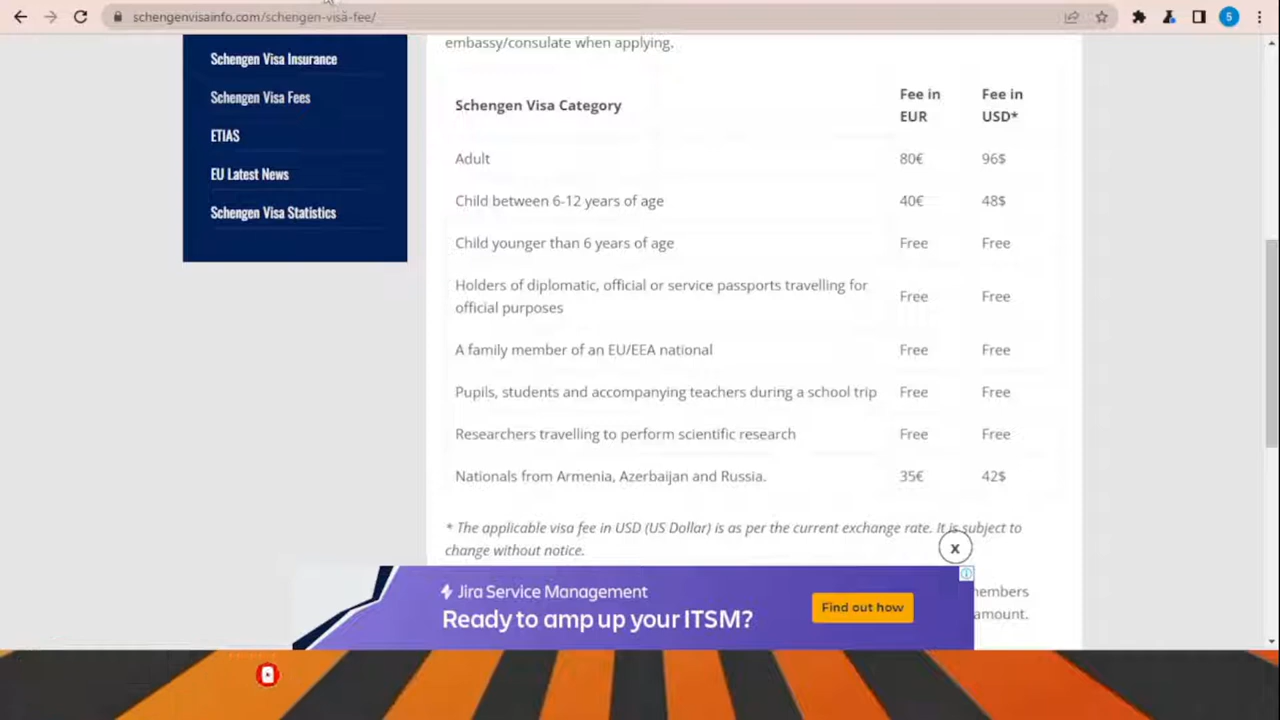 schengenvisainfo.com/schengen-visa-fee/
5
Schengen Visa Insurance
Schengen Visa Fees
ETIAS
EU Latest News
Schengen Visa Statistics
embassy/consulate when applying.
Schengen Visa Category Fee in EUR Fee in USD*
Adult 80€ 96$
Child between 6-12 years of age 40€ 48$
Child younger than 6 years of age Free Free
Holders of diplomatic, official or service passports travelling for
official purposes Free Free
A family member of an EU/EEA national Free Free
Pupils, students and accompanying teachers during a school trip Free Free
Researchers travelling to perform scientific research Free Free
Nationals from Armenia, Azerbaijan and Russia. 35€ 42$
* The applicable visa fee in USD (US Dollar) is as per the current exchange rate. It is subject to
change without notice.
x
members
amount.
Jira Service Management
Ready to amp up your ITSM?
Find out how